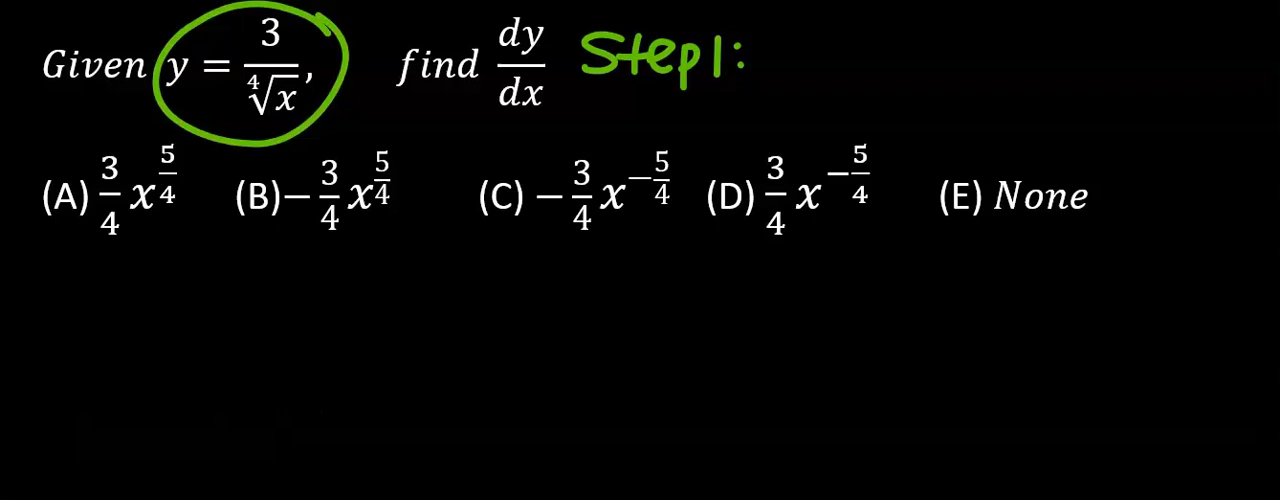 Given y = 3/∜x, find dy/dx Step1:
(A) 3/4 x^(5/4) (B) −3/4 x^(5/4) (C) −3/4 x^(−5/4) (D) 3/4 x^(−5/4) (E) None